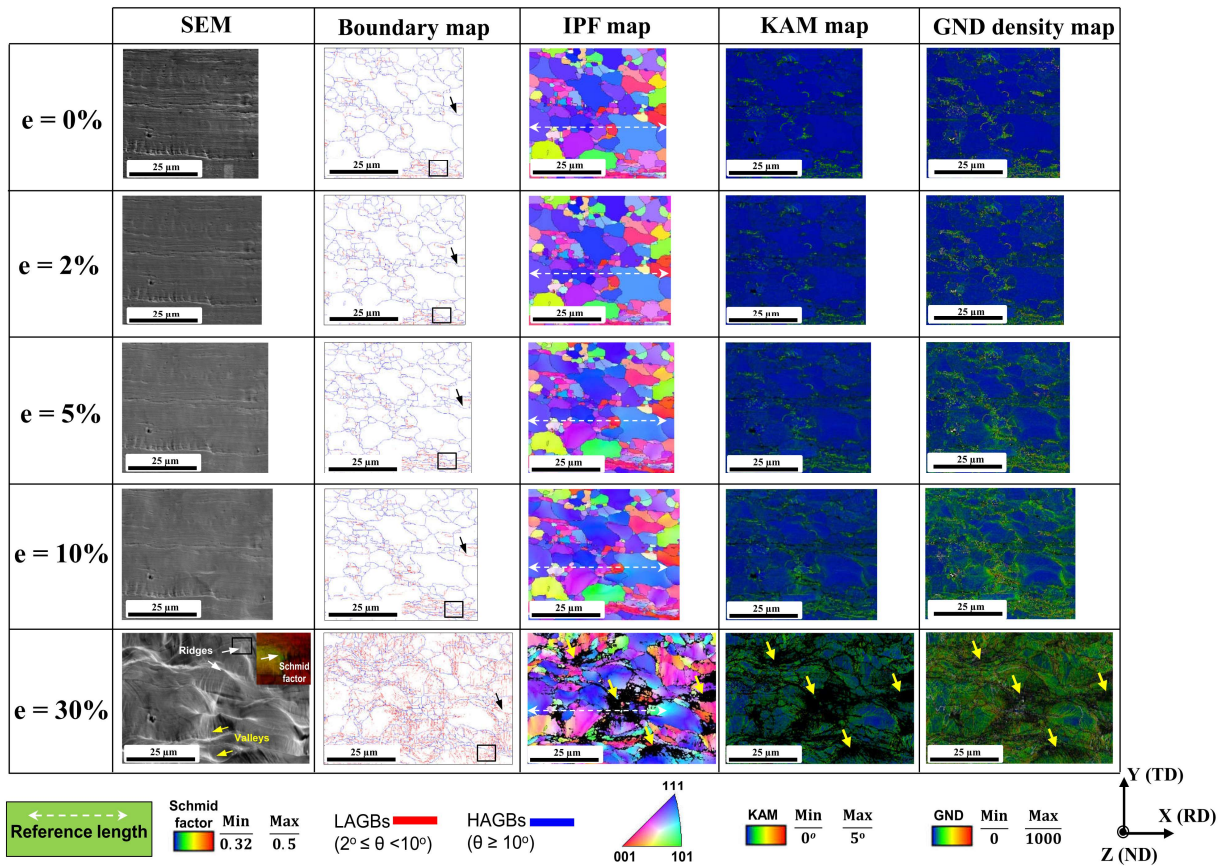 SEM
Boundary map
IPF map
KAM map
GND density map
e = 0%
25 µm
25 µm
25 µm
25 µm
25 µm
e = 2%
25 µm
25 µm
25 µm
25 µm
25 µm
e = 5%
25 µm
25 µm
25 µm
25 µm
25 µm
e = 10%
25 µm
25 µm
25 µm
25 µm
25 µm
e = 30%
Ridges
Schmid
factor
Valleys
25 µm
25 µm
25 µm
25 µm
25 µm
Reference length
Schmid
factor
Min
0.32
Max
0.5
LAGBs
(2º ≤ θ <10º)
HAGBs
(θ ≥ 10º)
111
001
101
KAM
Min
0º
Max
5º
GND
Min
0
Max
1000
Y (TD)
X (RD)
Z (ND)